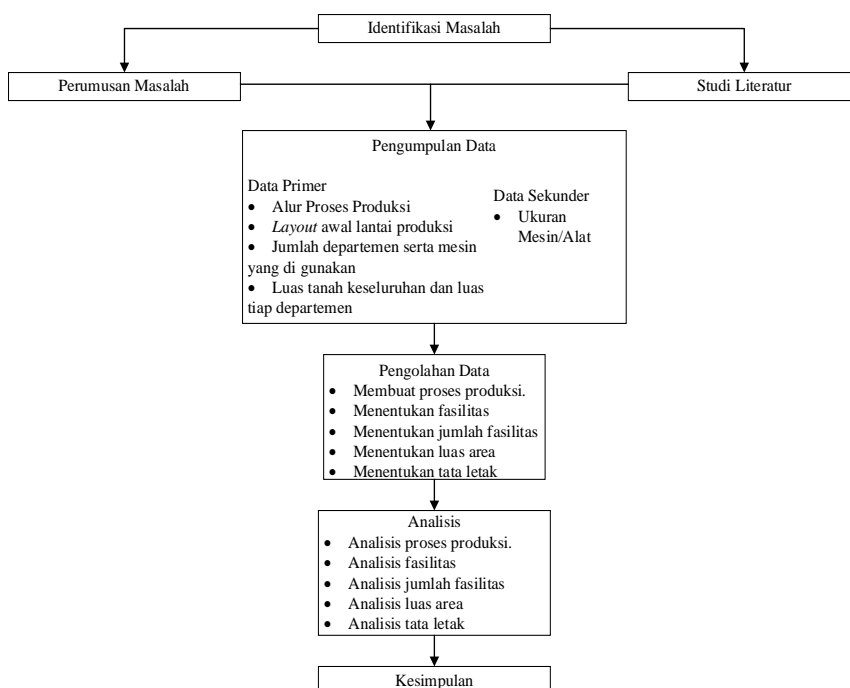 Identifikasi Masalah
Perumusan Masalah
Studi Literatur
Pengumpulan Data
Data Primer
• Alur Proses Produksi
• Layout awal lantai produksi
• Jumlah departemen serta mesin
yang di gunakan
• Luas tanah keseluruhan dan luas
tiap departemen
Data Sekunder
• Ukuran
Mesin/Alat
Pengolahan Data
• Membuat proses produksi.
• Menentukan fasilitas
• Menentukan jumlah fasilitas
• Menentukan luas area
• Menentukan tata letak
Analisis
• Analisis proses produksi.
• Analisis fasilitas
• Analisis jumlah fasilitas
• Analisis luas area
• Analisis tata letak
Kesimpulan